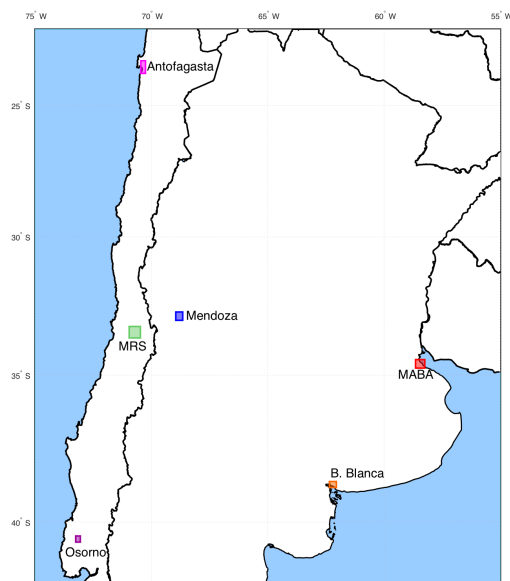 75° W 70° W 65° W 60° W 55° W
Antofagasta
25° S
30° S
Mendoza
MRS
35° S
MABA
B. Blanca
40° S
Osorno